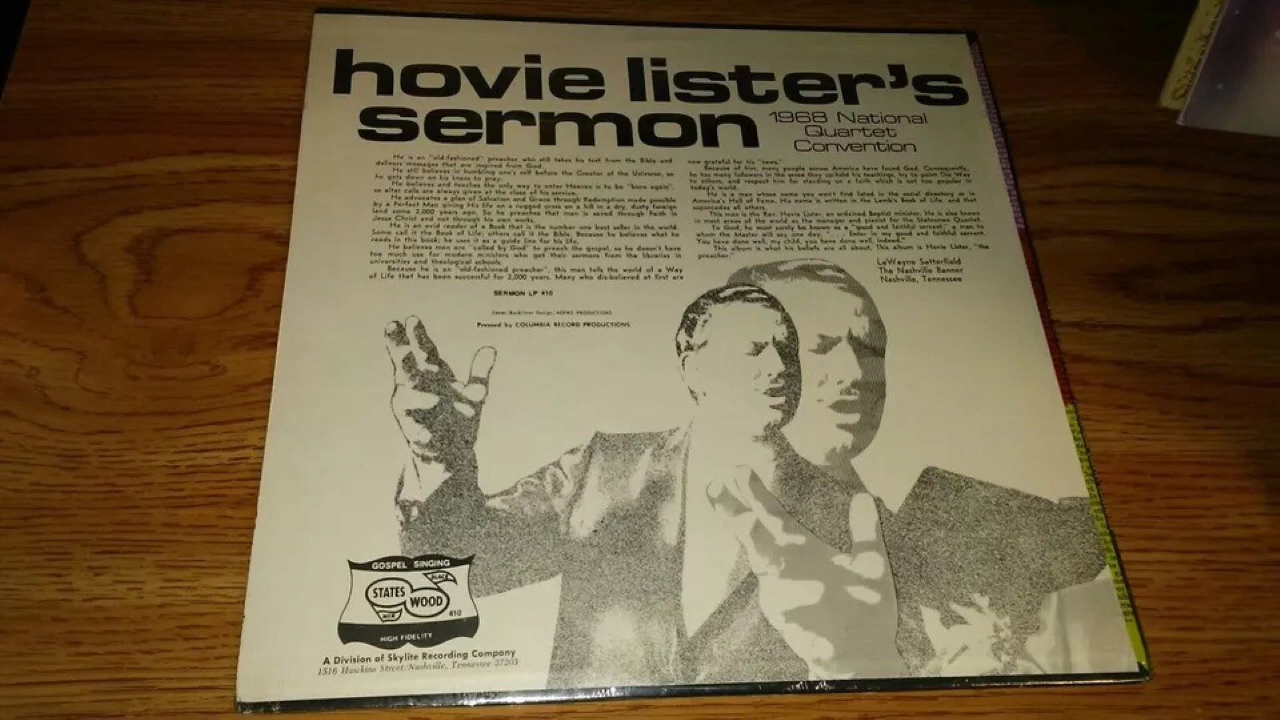 hovie lister's
sermon
1968 National
Quartet
Convention
He is an "old-fashioned" preacher who still takes his text from the Bible and
delivers messages that are inspired from God.
He still believes in humbling one's self before the Creator of the Universe, so
he gets down on his knees to pray.
He believes and teaches the only way to enter Heaven is to be "born again",
so alter calls are always given at the close of his service.
He advocates a plan of Salvation and Grace through Redemption made possible
by a Perfect Man giving His life on a rugged cross on a hill in a dry, dusty foreign
land some 2,000 years ago. So he preaches that man is saved through Faith in
Jesus Christ and not through his own works.
He is an avid reader of a Book that is the number one best seller in the world.
Some call it the Book of Life; others call it the Bible. Because he believes what he
reads in this book; he uses it as a guide line for his life.
He believes men are "called by God" to preach the gospel, so he doesn't have
too much use for modern ministers who get their sermons from the libraries in
universities and theological schools.
Because he is an "old-fashioned preacher", this man tells the world of a Way
of Life that has been successful for 2,000 years. Many who dis-believed at first are
now grateful for his "news."
Because of him, many people across America have found God. Consequently,
he has many followers in the sense they uphold his teachings, try to point The Way
to others, and respect him for standing on a faith which is not too popular in
today's world.
He is a man whose name you won't find listed in the social directory or in
America's Hall of Fame. His name is written in the Lamb's Book of Life, and that
supersedes all others.
This man is the Rev. Hovie Lister, an ordained Baptist minister. He is also known
in most areas of the world as the manager and pianist for the Statesmen Quartet.
To God, he must surely be known as a "good and faithful servant," a man to
whom the Master will say one day, " . . . Enter in my good and faithful servant.
You have done well, my child, you have done well, indeed."
This album is what his beliefs are all about. This album is Hovie Lister, "the
preacher."
LeWayne Satterfield
The Nashville Banner
Nashville, Tennessee
SERMON LP 410
Pressed by COLUMBIA RECORD PRODUCTIONS
GOSPEL SINGING
STATES
WOOD
410
HIGH FIDELITY
A Division of Skylite Recording Company
1516 Hawkins Street/Nashville, Tennessee 37203